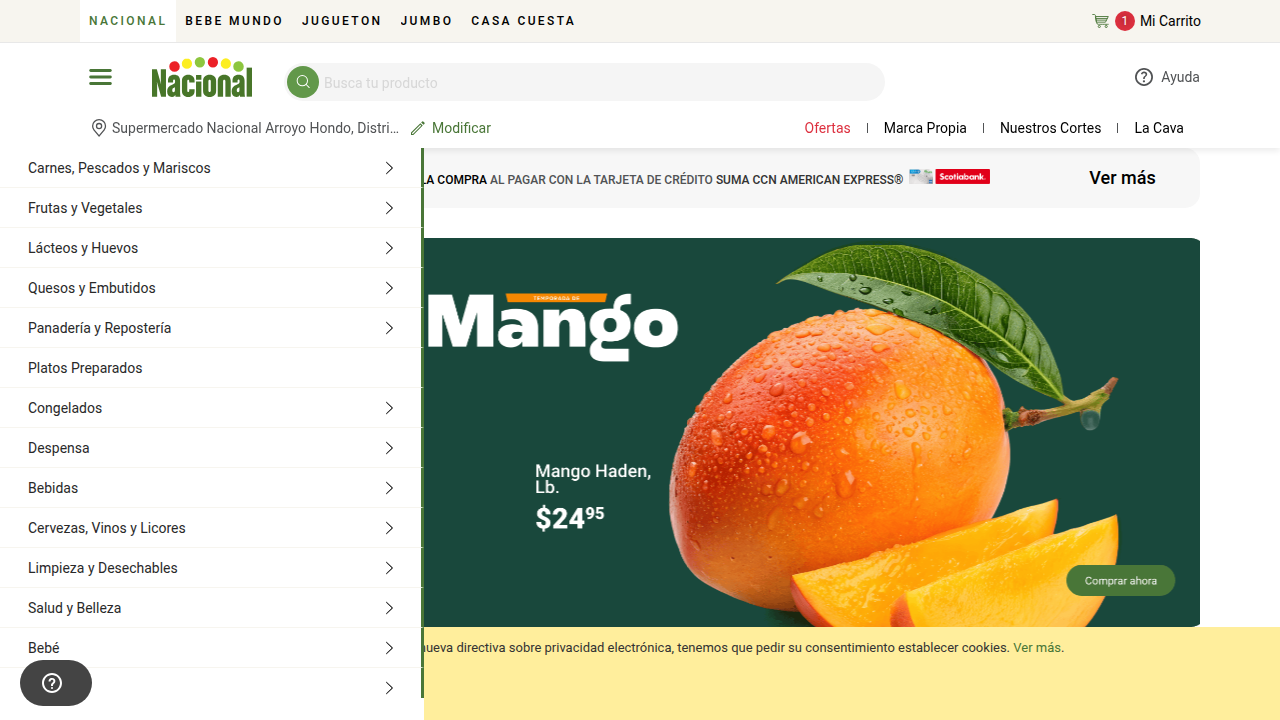 NACIONAL BEBE MUNDO JUGUETON JUMBO CASA CUESTA 1 Mi Carrito
Nacional Busca tu producto Ayuda
Supermercado Nacional Arroyo Hondo, Distri... Modificar Ofertas Marca Propia Nuestros Cortes La Cava
Carnes, Pescados y Mariscos
Frutas y Vegetales
Lácteos y Huevos
Quesos y Embutidos
Panadería y Repostería
Platos Preparados
Congelados
Despensa
Bebidas
Cervezas, Vinos y Licores
Limpieza y Desechables
Salud y Belleza
Bebé
LA COMPRA AL PAGAR CON LA TARJETA DE CRÉDITO SUMA CCN AMERICAN EXPRESS® Scotiabank. Ver más
TEMPORADA DE
Mango
Mango Haden,
Lb.
$24.95
Comprar ahora
nueva directiva sobre privacidad electrónica, tenemos que pedir su consentimiento establecer cookies. Ver más.